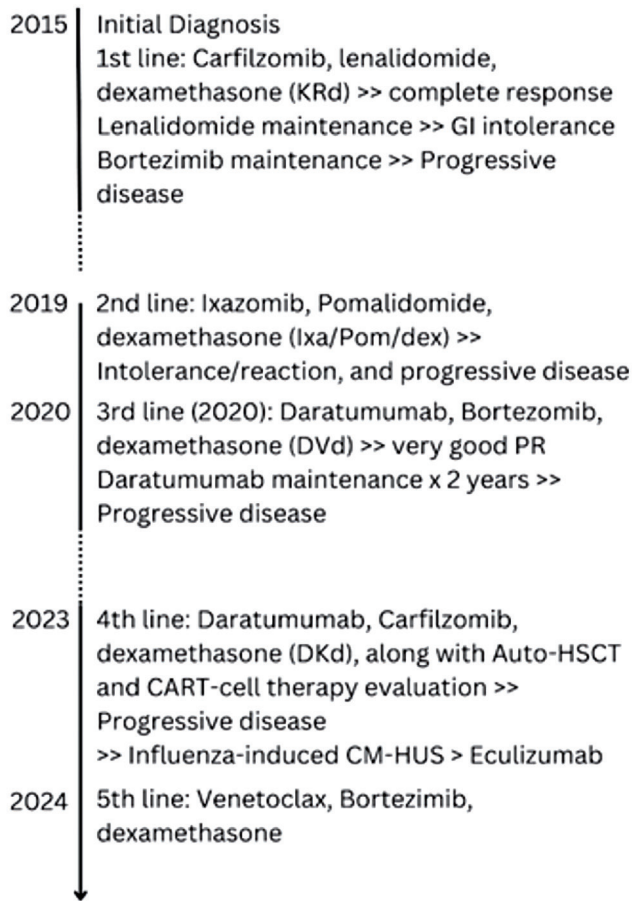 2015 Initial Diagnosis
1st line: Carfilzomib, lenalidomide,
dexamethasone (KRd) >> complete response
Lenalidomide maintenance >> GI intolerance
Bortezimib maintenance >> Progressive
disease
2019 2nd line: Ixazomib, Pomalidomide,
dexamethasone (Ixa/Pom/dex) >>
Intolerance/reaction, and progressive disease
2020 3rd line (2020): Daratumumab, Bortezomib,
dexamethasone (DVd) >> very good PR
Daratumumab maintenance x 2 years >>
Progressive disease
2023 4th line: Daratumumab, Carfilzomib,
dexamethasone (DKd), along with Auto-HSCT
and CART-cell therapy evaluation >>
Progressive disease
>> Influenza-induced CM-HUS > Eculizumab
2024 5th line: Venetoclax, Bortezimib,
dexamethasone